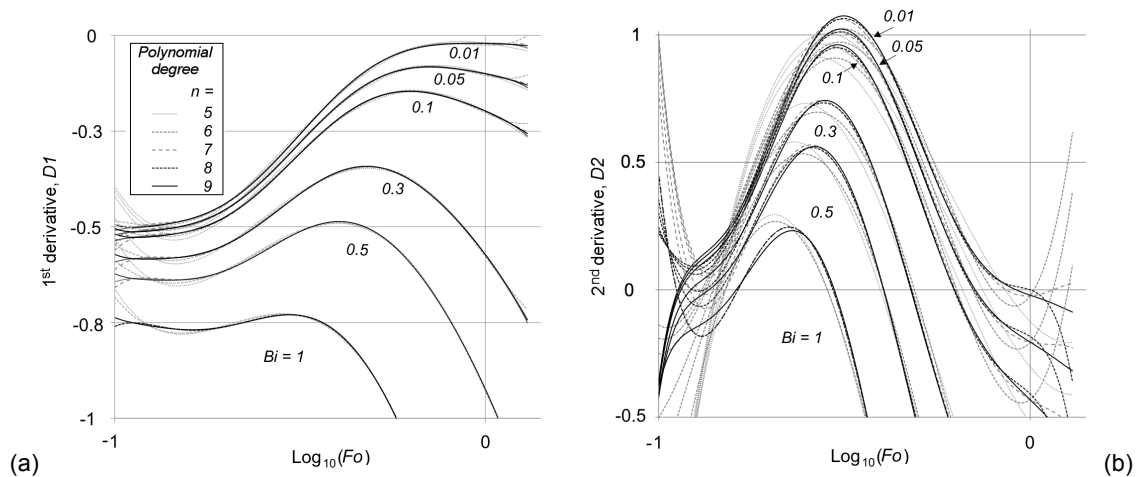 Polynomial
degree
n =
5
6
7
8
9
0
-0.3
-0.5
-0.8
-1
1st derivative, D1
0.01
0.05
0.1
0.3
0.5
Bi = 1
-1
0
Log10(Fo)
(a)
1
0.5
0
-0.5
2nd derivative, D2
0.01
0.05
0.1
0.3
0.5
Bi = 1
-1
0
Log10(Fo)
(b)